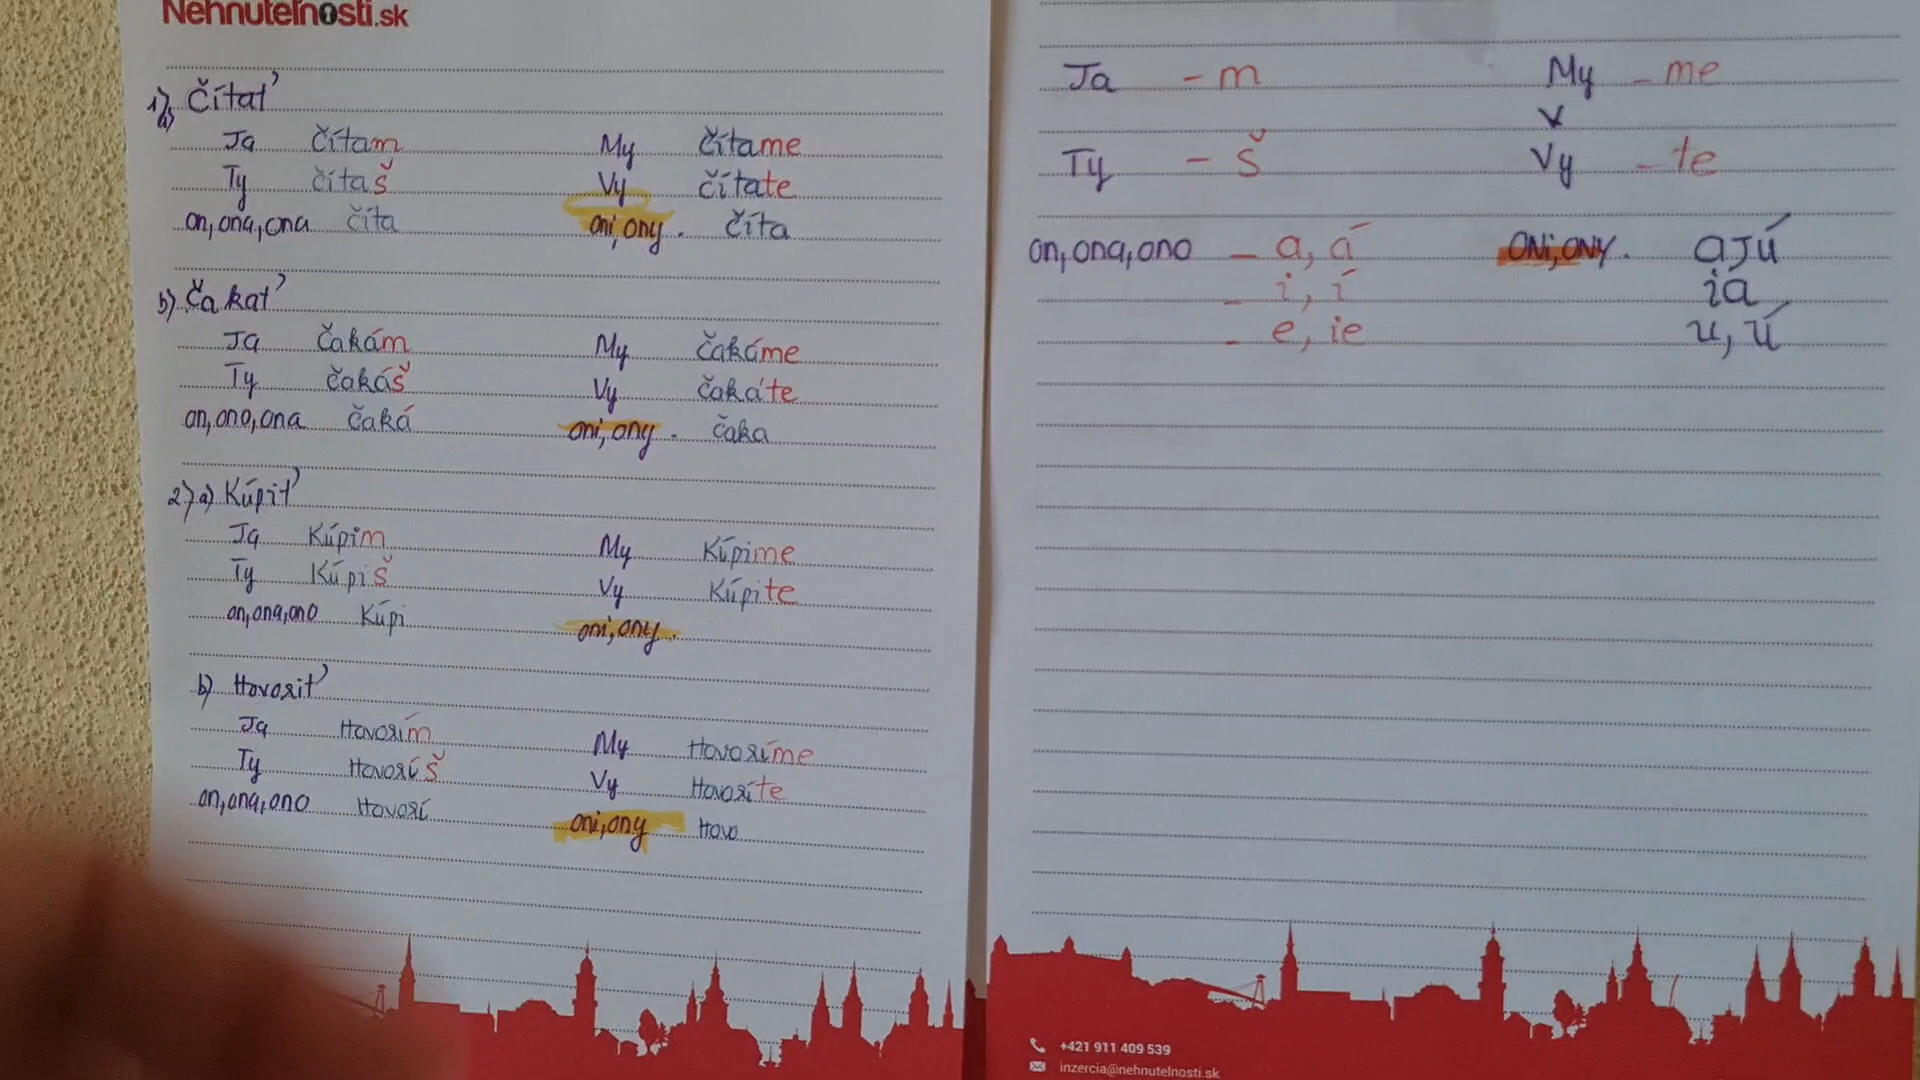 Nehnuteľnosti.sk
1) a) Čítať
Ja čítam My čítame
Ty čítaš Vy čítate
on, ona, ona číta oni, ony. číta
b) Čakať
Ja čakám My čakáme
Ty čakáš Vy čakáte
on, ono, ona čaká oni, ony. čaka
2) a) Kúpiť
Ja Kúpim My Kúpime
Ty Kúpiš Vy Kúpite
on, ona, ono Kúpi oni, ony.
b) Hovoriť
Ja Hovorím My Hovoríme
Ty Hovoríš Vy Hovoríte
on, ona, ono Hovorí oni, ony Hovo
Ja - m My - me
v
Ty - š Vy - te
on, ona, ono - a, á oni, ony. ajú
- i, í ia
- e, ie u, ú
+421 911 409 539
inzercia@nehnutelnosti.sk